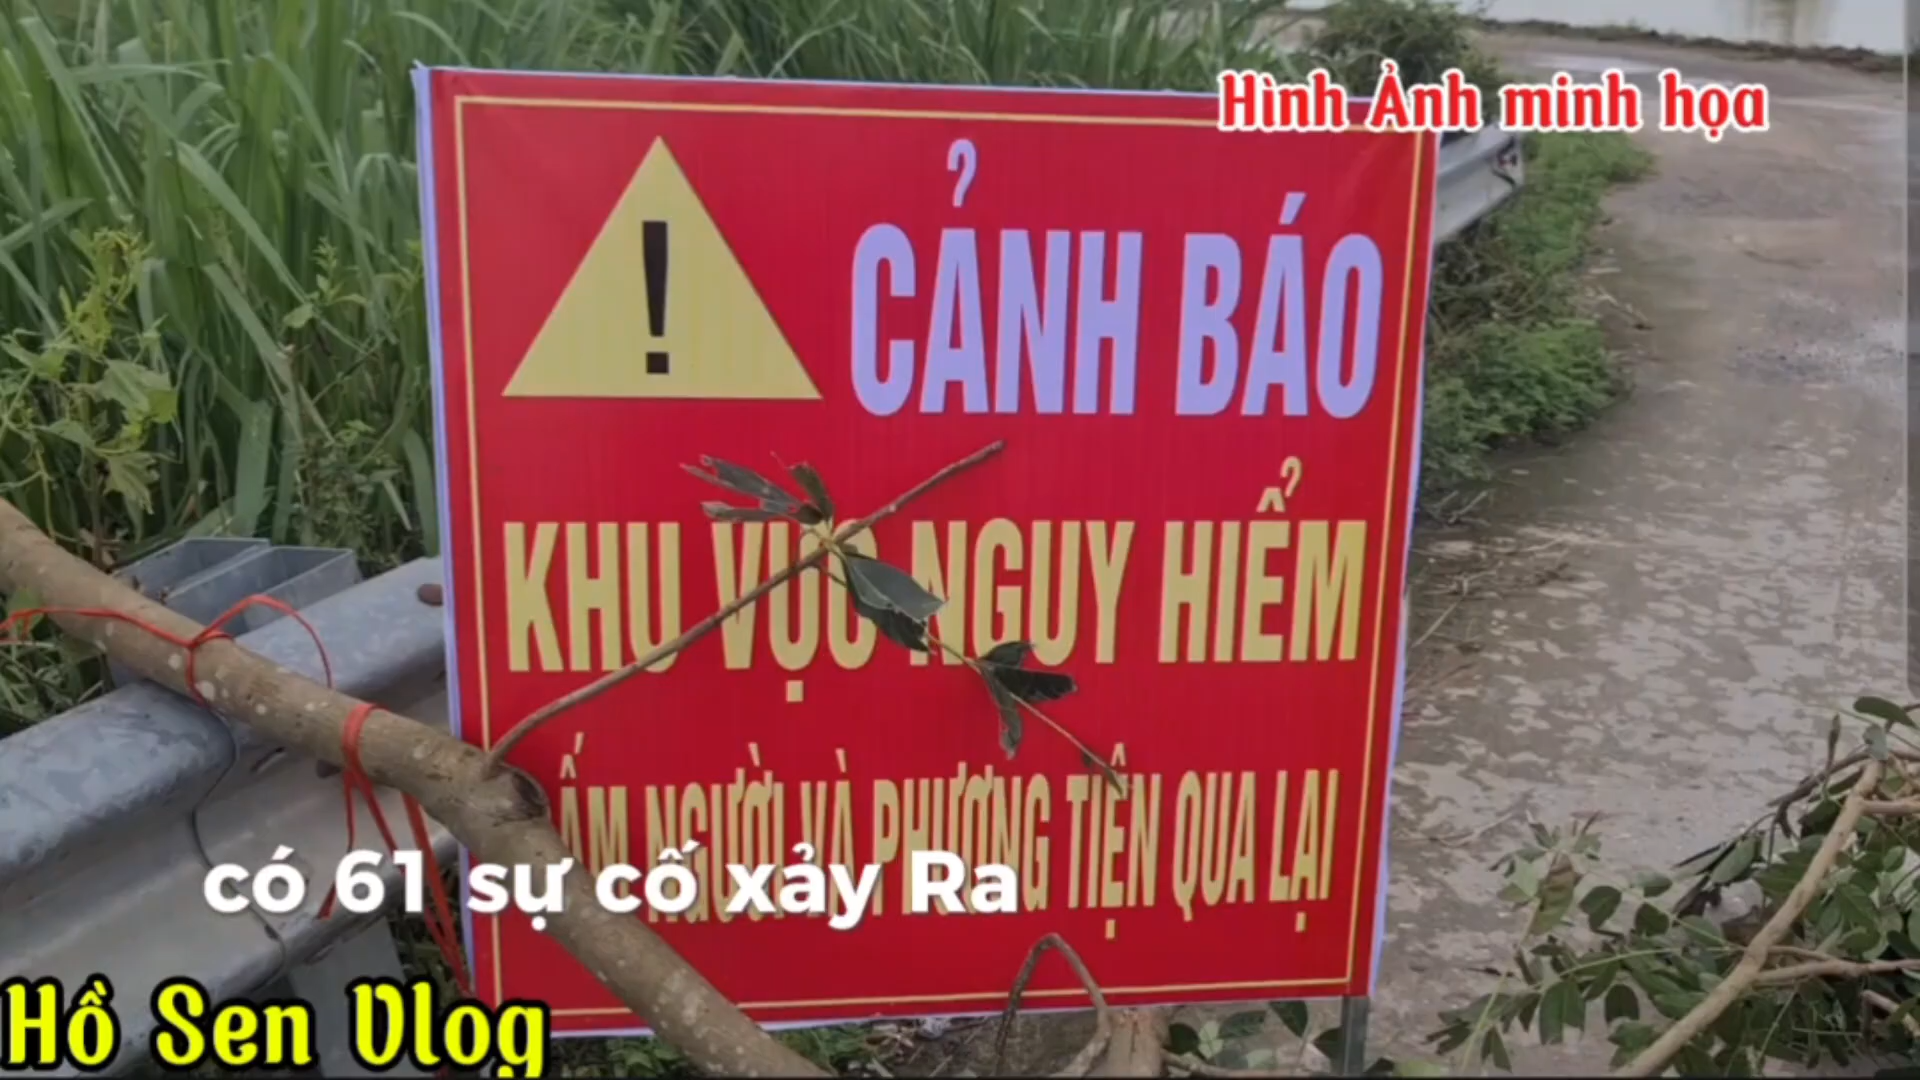 Hình Ảnh minh họa
CẢNH BÁO
KHU VỰC NGUY HIỂM
CẤM NGƯỜI VÀ PHƯƠNG TIỆN QUA LẠI
có 61 sự cố xảy Ra
Hồ Sen Vlog